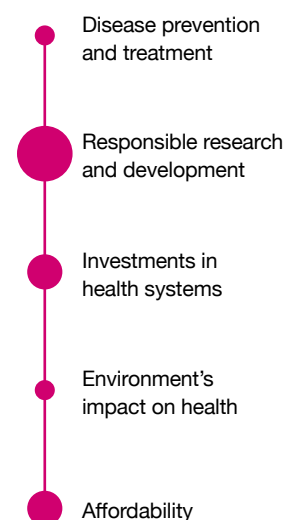 Disease prevention
and treatment
Responsible research
and development
Investments in
health systems
Environment's
impact on health
Affordability